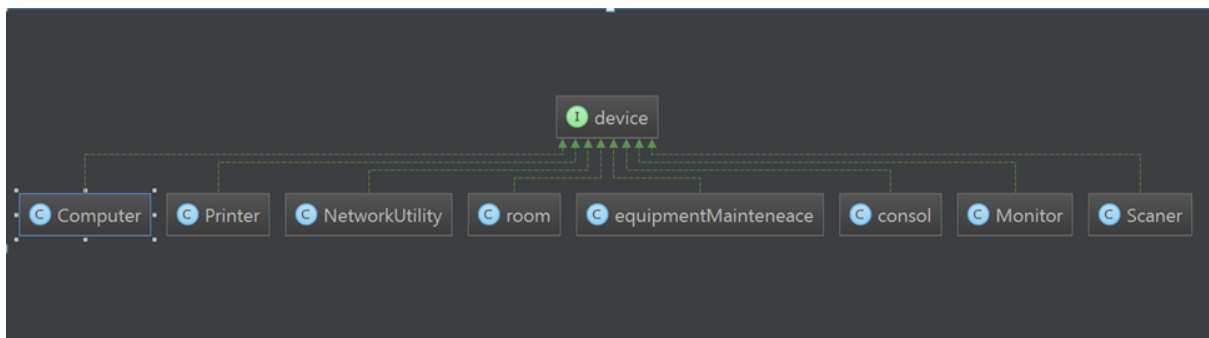 I device
C Computer
C Printer
C NetworkUtility
C room
C equipmentMainteneace
C consol
C Monitor
C Scaner